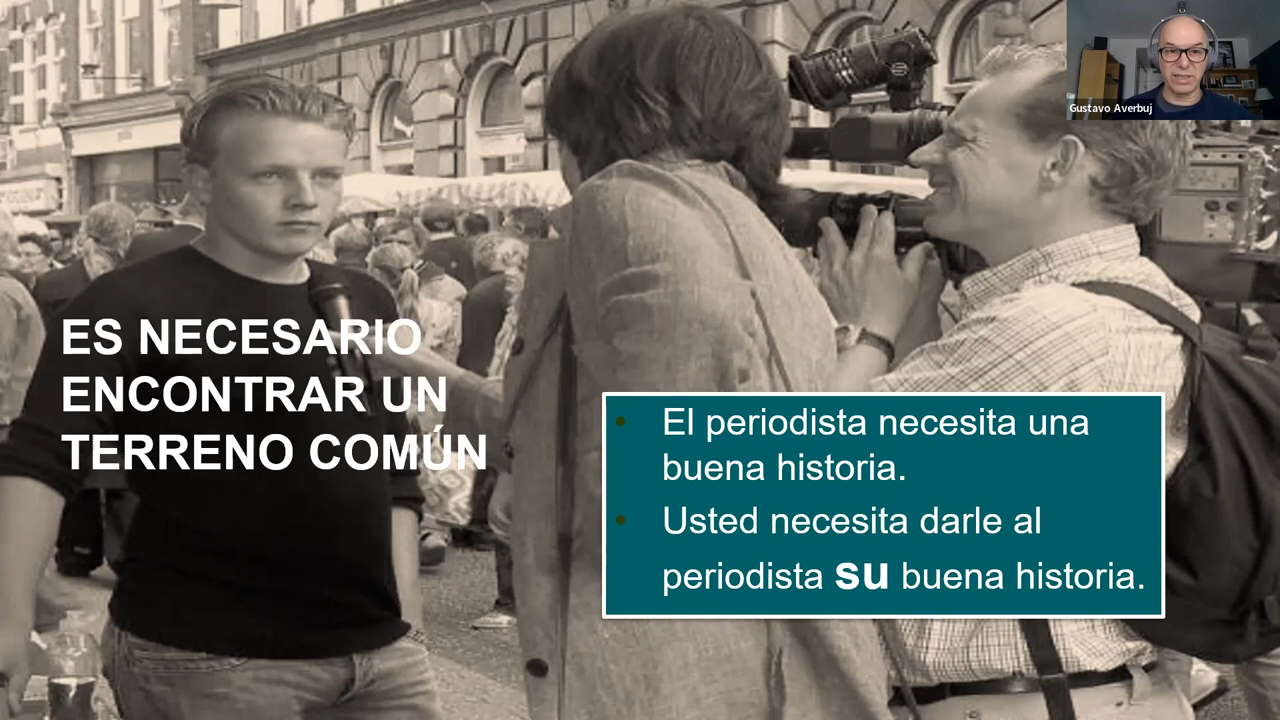 Gustavo Averbuj
ES NECESARIO
ENCONTRAR UN
TERRENO COMÚN
• El periodista necesita una
buena historia.
• Usted necesita darle al
periodista su buena historia.